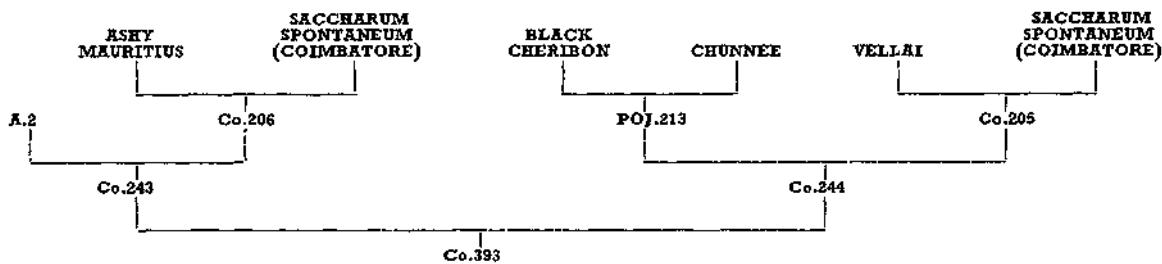 ASHY
MAURITIUS
SACCHARUM
SPONTANEUM
(COIMBATORE)
BLACK
CHERIBON
CHUNNEE
VELLAI
SACCHARUM
SPONTANEUM
(COIMBATORE)
A.2
Co.206
POJ.213
Co.205
Co.243
Co.244
Co.393